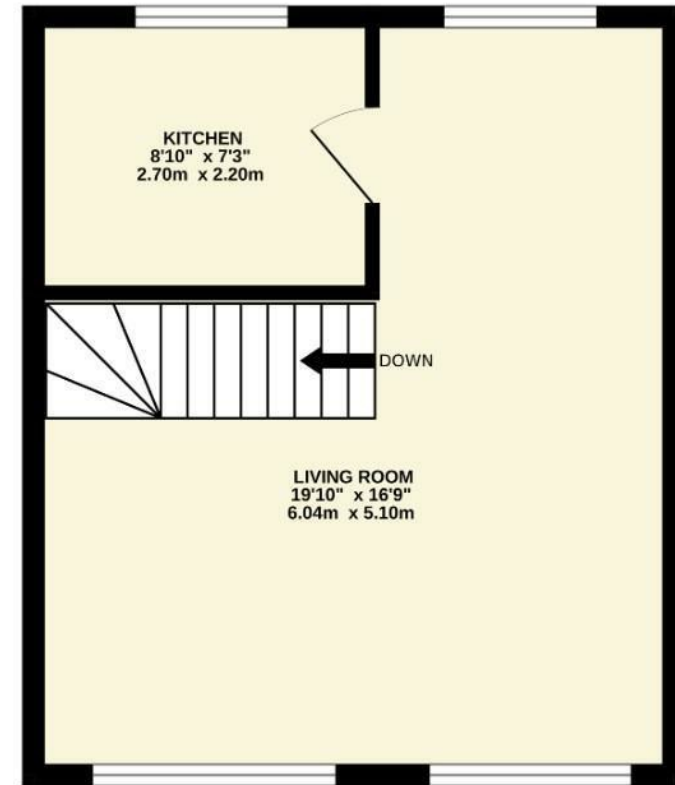 KITCHEN
8'10" x 7'3"
2.70m x 2.20m
DOWN
LIVING ROOM
19'10" x 16'9"
6.04m x 5.10m